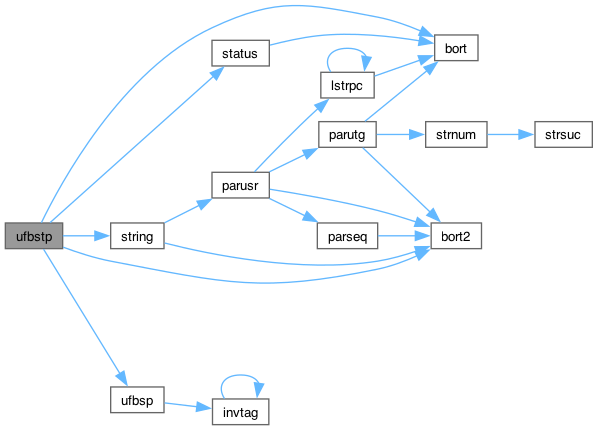 status
bort
lstrpc
parutg
strnum
strsuc
parusr
ufbstp
string
parseq
bort2
ufbsp
invtag